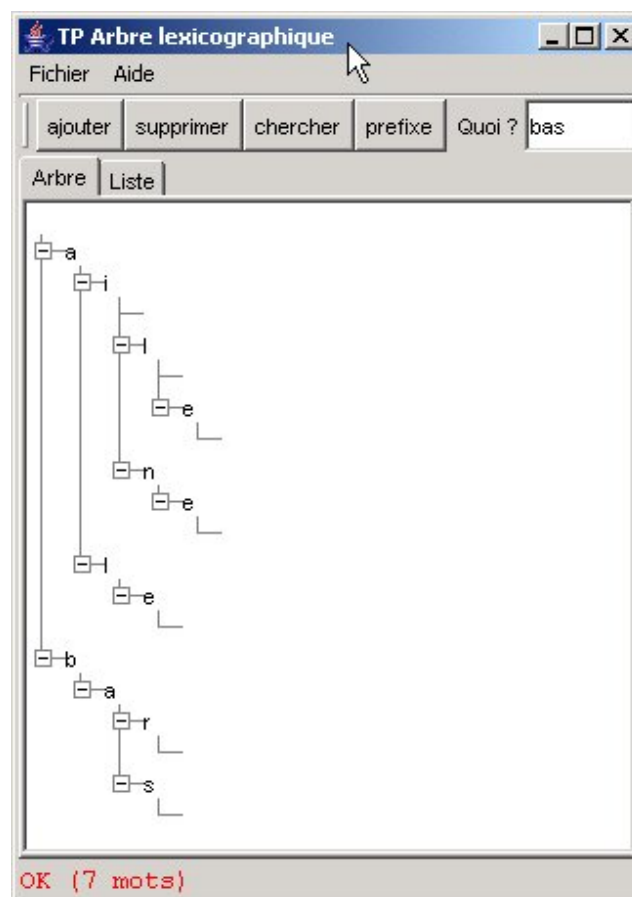 TP Arbre lexicographique
Fichier Aide
ajouter supprimer chercher prefixe Quoi ? bas
Arbre Liste
a
i
l
e
n
e
l
e
b
a
r
s
OK (7 mots)